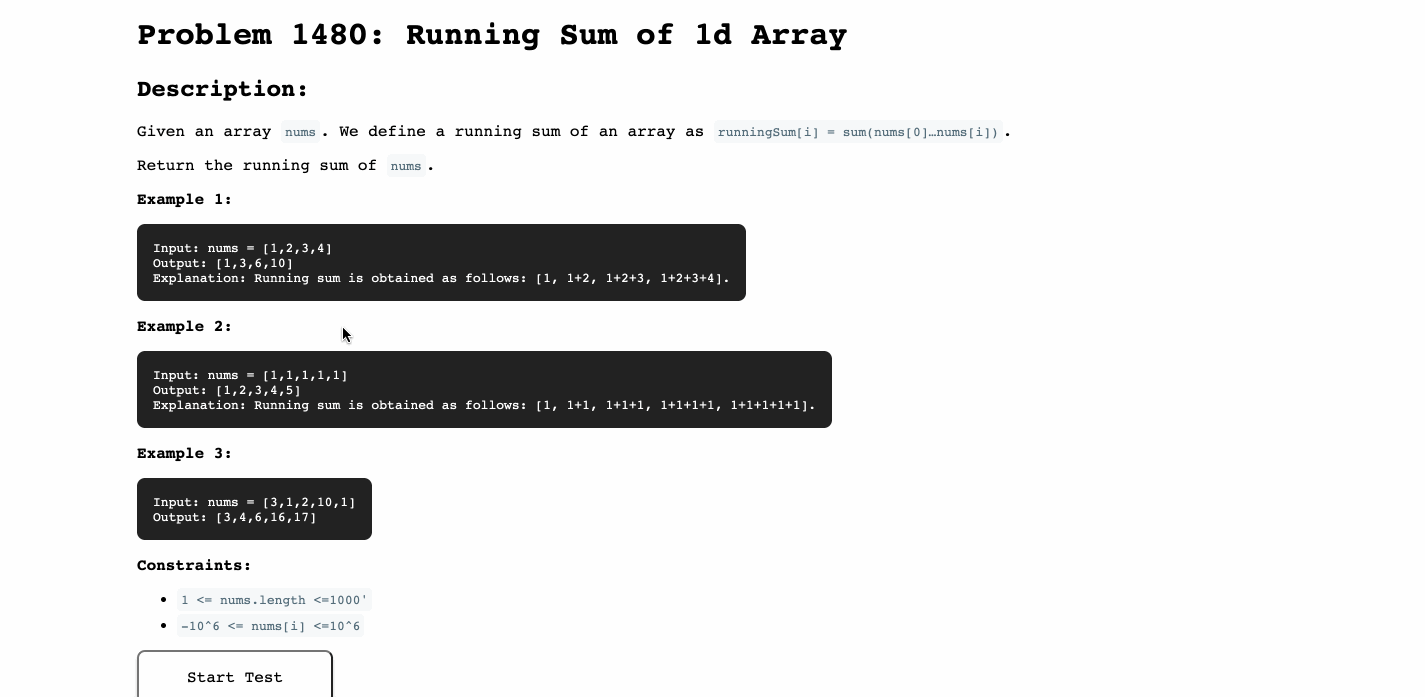 Problem 1480: Running Sum of 1d Array
Description:
Given an array nums. We define a running sum of an array as runningSum[i] = sum(nums[0]…nums[i]).
Return the running sum of nums.
Example 1:
Input: nums = [1,2,3,4]
Output: [1,3,6,10]
Explanation: Running sum is obtained as follows: [1, 1+2, 1+2+3, 1+2+3+4].
Example 2:
Input: nums = [1,1,1,1,1]
Output: [1,2,3,4,5]
Explanation: Running sum is obtained as follows: [1, 1+1, 1+1+1, 1+1+1+1, 1+1+1+1+1].
Example 3:
Input: nums = [3,1,2,10,1]
Output: [3,4,6,16,17]
Constraints:
1 <= nums.length <=1000'
-10^6 <= nums[i] <=10^6
Start Test